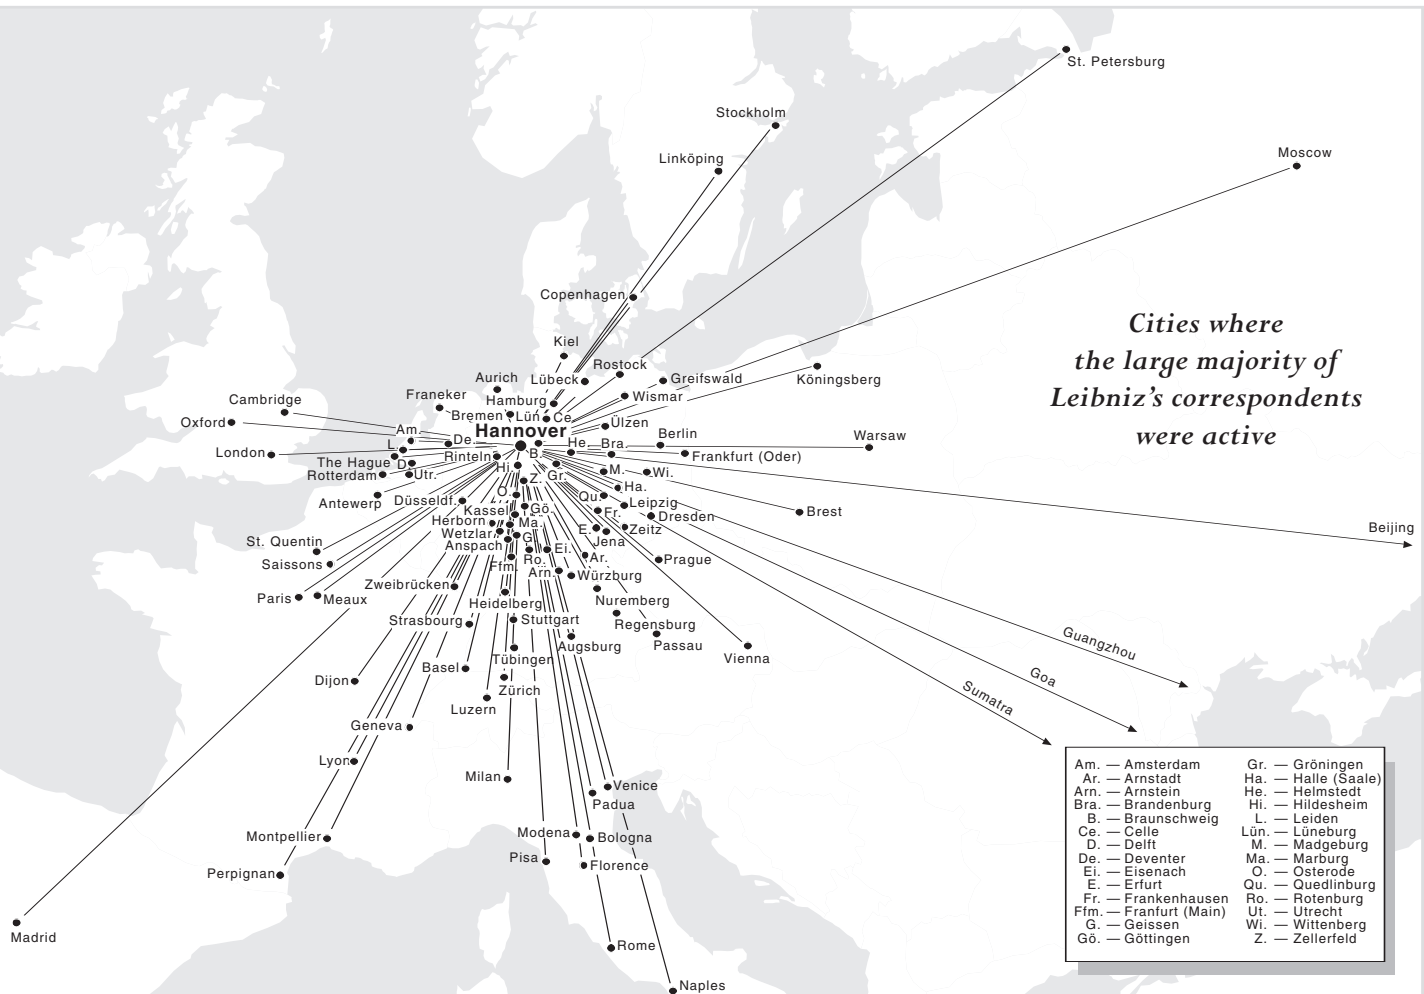 St. Petersburg
Stockholm
Moscow
Linköping
Copenhagen
Cities where
the large majority of
Leibniz's correspondents
were active
Kiel
Rostock
Aurich
Lübeck
Greifswald
Köningsberg
Franeker
Hamburg
Wismar
Cambridge
Bremen
Lün.
Ce.
Oxford
Am.
Hannover
Ülzen
De.
He.
Bra.
Berlin
Warsaw
London
L.
Rinteln
B.
Frankfurt (Oder)
The Hague
D.
Hi.
Gr.
M.
Wi.
Rotterdam
Utr.
Z.
Ha.
Antwerp
Düsseldf.
O.
Qu.
Leipzig
Kassel
Gö.
Fr.
Dresden
Brest
Herborn
Ma.
E.
Zeitz
Beijing
Wetzlar
G.
Jena
St. Quentin
Anspach
Ei.
Saissons
Ro.
Ar.
Prague
Ffm.
Arn.
Würzburg
Zweibrücken
Paris
Meaux
Heidelberg
Nuremberg
Strasbourg
Stuttgart
Regensburg
Augsburg
Passau
Guangzhou
Basel
Tübingen
Vienna
Dijon
Zürich
Goa
Luzern
Sumatra
Geneva
Lyon
Milan
Venice
Padua
Montpellier
Modena
Bologna
Pisa
Florence
Perpignan
Madrid
Rome
Naples
Am. — Amsterdam
Ar. — Arnstadt
Arn. — Arnstein
Bra. — Brandenburg
B. — Braunschweig
Ce. — Celle
D. — Delft
De. — Deventer
Ei. — Eisenach
E. — Erfurt
Fr. — Frankenhausen
Ffm. — Franfurt (Main)
G. — Geissen
Gö. — Göttingen
Gr. — Gröningen
Ha. — Halle (Saale)
He. — Helmstedt
Hi. — Hildesheim
L. — Leiden
Lün. — Lüneburg
M. — Madgeburg
Ma. — Marburg
O. — Osterode
Qu. — Quedlinburg
Ro. — Rotenburg
Ut. — Utrecht
Wi. — Wittenberg
Z. — Zellerfeld